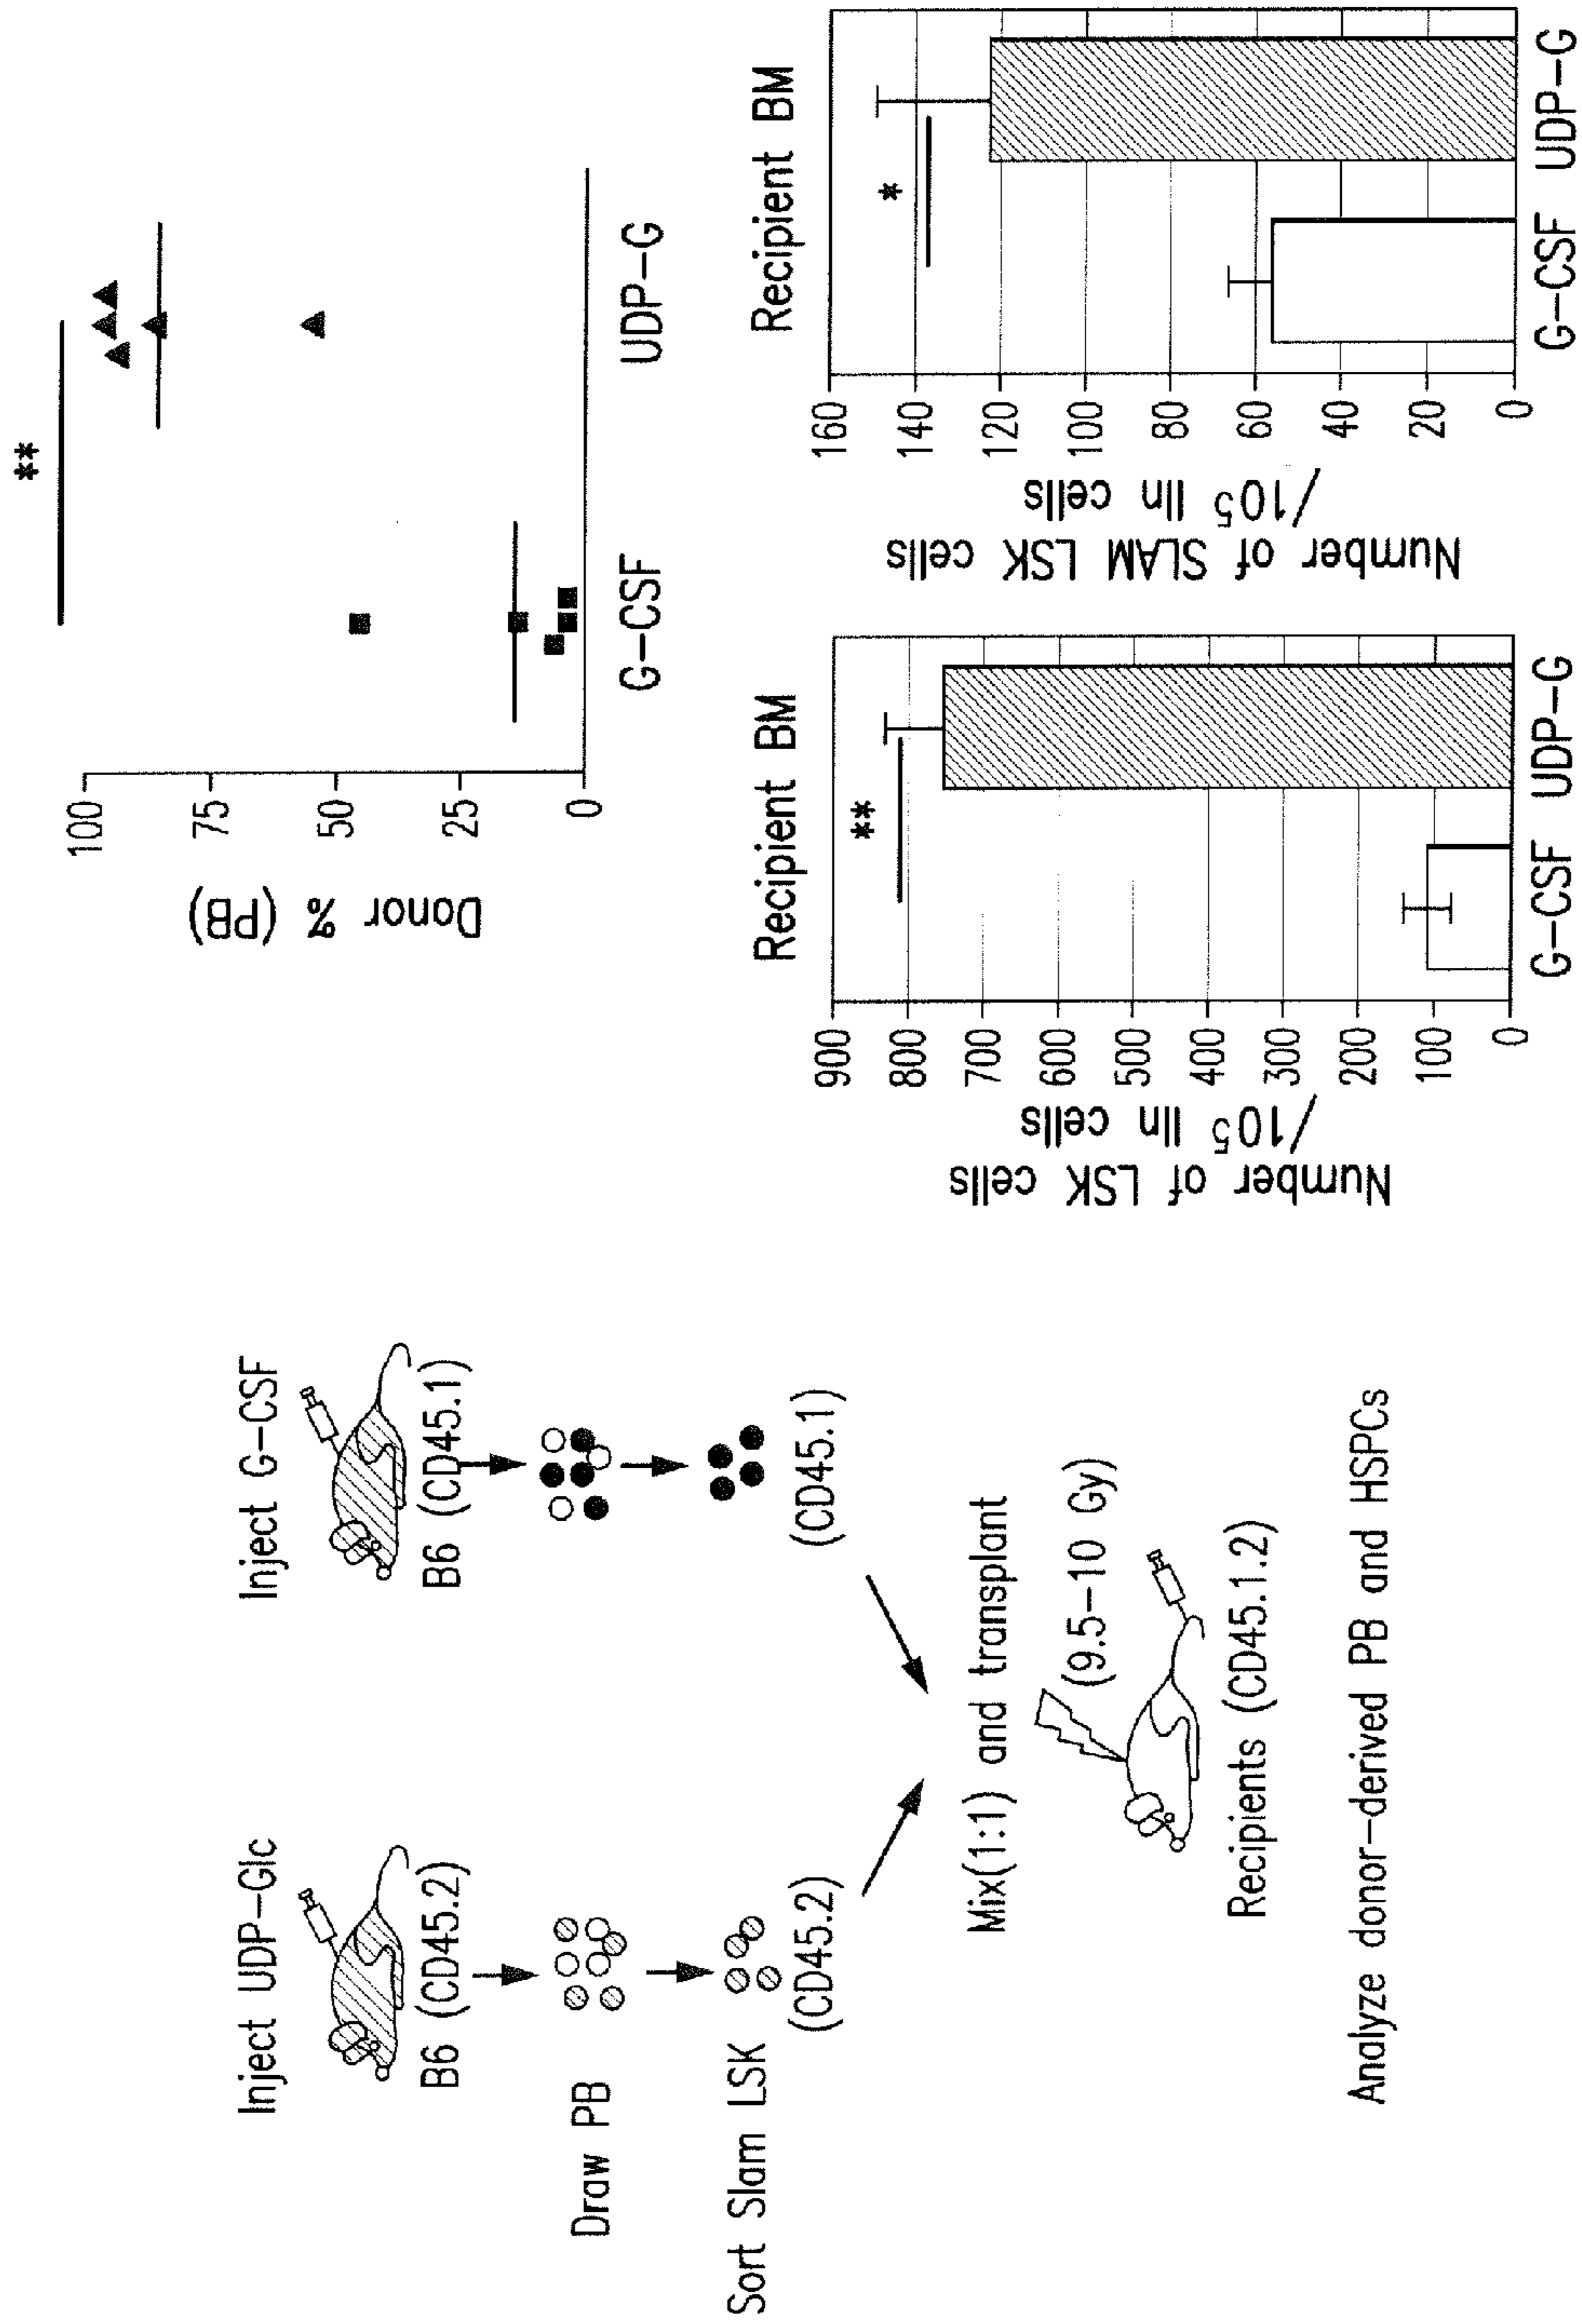 Inject UDP-Glc
B6 (CD45.2)
Draw PB
Sort Slam LSK
(CD45.2)
Inject G-CSF
B6 (CD45.1)
(CD45.1)
Mix(1:1) and transplant
(9.5-10 Gy)
Recipients (CD45.1.2)
Analyze donor-derived PB and HSPCs
Donor % (PB)
100
75
50
25
0
**
G-CSF
UDP-G
Recipient BM
Number of LSK cells
/10⁵ lin cells
900
800
700
600
500
400
300
200
100
0
**
G-CSF
UDP-G
Recipient BM
Number of SLAM LSK cells
/10⁵ lin cells
160
140
120
100
80
60
40
20
0
*
G-CSF
UDP-G